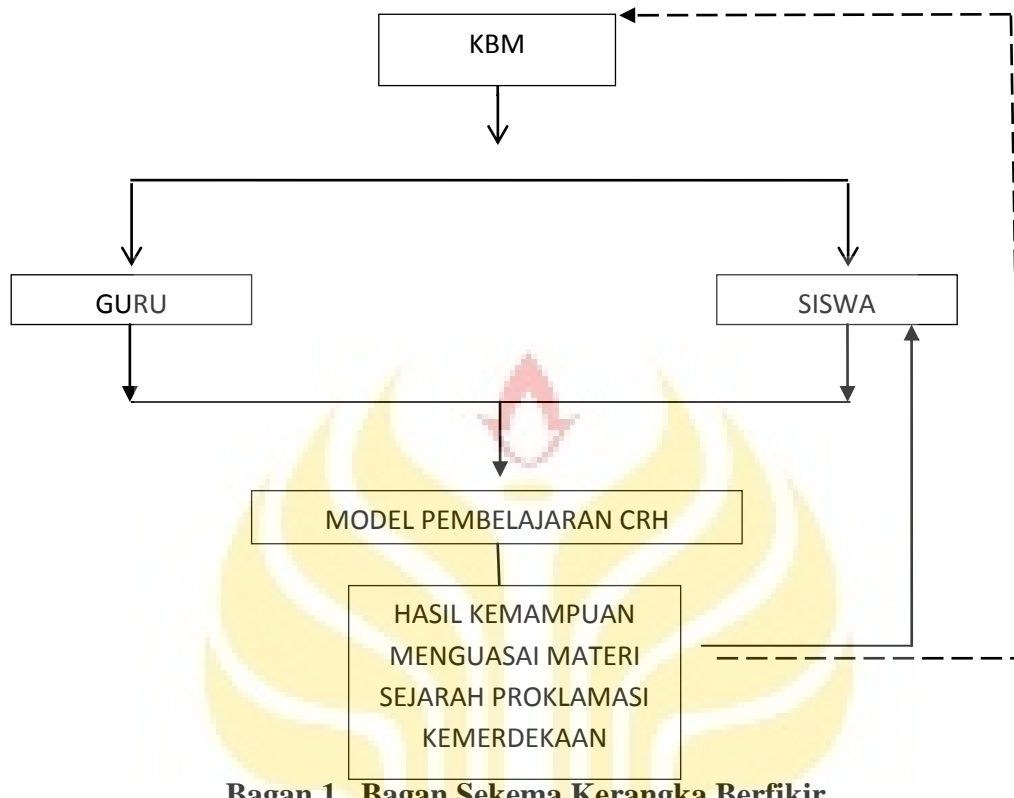 KBM
GURU
SISWA
MODEL PEMBELAJARAN CRH
HASIL KEMAMPUAN
MENGUASAI MATERI
SEJARAH PROKLAMASI
KEMERDEKAAN
Bagan 1. Bagan Sekema Kerangka Berfikir